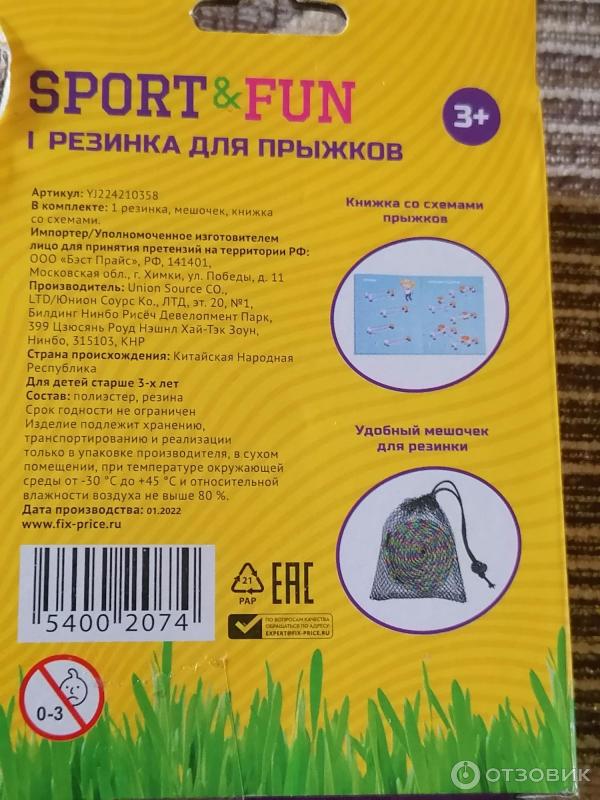 SPORT&FUN
3+
РЕЗИНКА ДЛЯ ПРЫЖКОВ
Артикул: YJ224210358
В комплекте: 1 резинка, мешочек, книжка
со схемами.
Импортер/Уполномоченное изготовителем
лицо для принятия претензий на территории РФ:
ООО «Бэст Прайс», РФ, 141401,
Московская обл., г. Химки, ул. Победы, д. 11
Производитель: Union Source CO.,
LTD/Юнион Соурс Ко., ЛТД, эт. 20, №1,
Билдинг Нинбо Рисёч Девелопмент Парк,
399 Цзюсянь Роуд Нэшнл Хай-Тэк Зоун,
Нинбо, 315103, КНР
Страна происхождения: Китайская Народная
Республика
Для детей старше 3-х лет
Состав: полиэстер, резина
Срок годности не ограничен
Изделие подлежит хранению,
транспортированию и реализации
только в упаковке производителя, в сухом
помещении, при температуре окружающей
среды от -30 °C до +45 °C и относительной
влажности воздуха не выше 80 %.
Дата производства: 01.2022
www.fix-price.ru
Книжка со схемами
прыжков
Удобный мешочек
для резинки
5400 2074
21
PAP
EAC
ПО ВОПРОСАМ КАЧЕСТВА
ОБРАЩАТЬСЯ ПО АДРЕСУ:
EXPERT@FIX-PRICE.RU
0-3
ОТЗОВИК